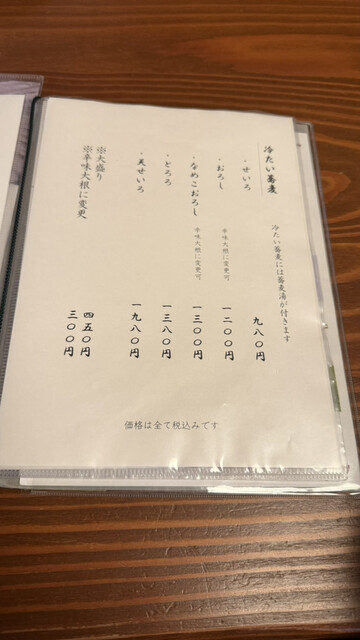 冷たい蕎麦
冷たい蕎麦には蕎麦湯が付きます
・せいろ 九八〇円
・おろし 辛味大根に変更可 一二〇〇円
・なめこおろし 辛味大根に変更可 一三〇〇円
・とろろ 一三八〇円
・天せいろ 一九八〇円
※大盛り 四五〇円
※辛味大根に変更 三〇〇円
価格は全て税込みです